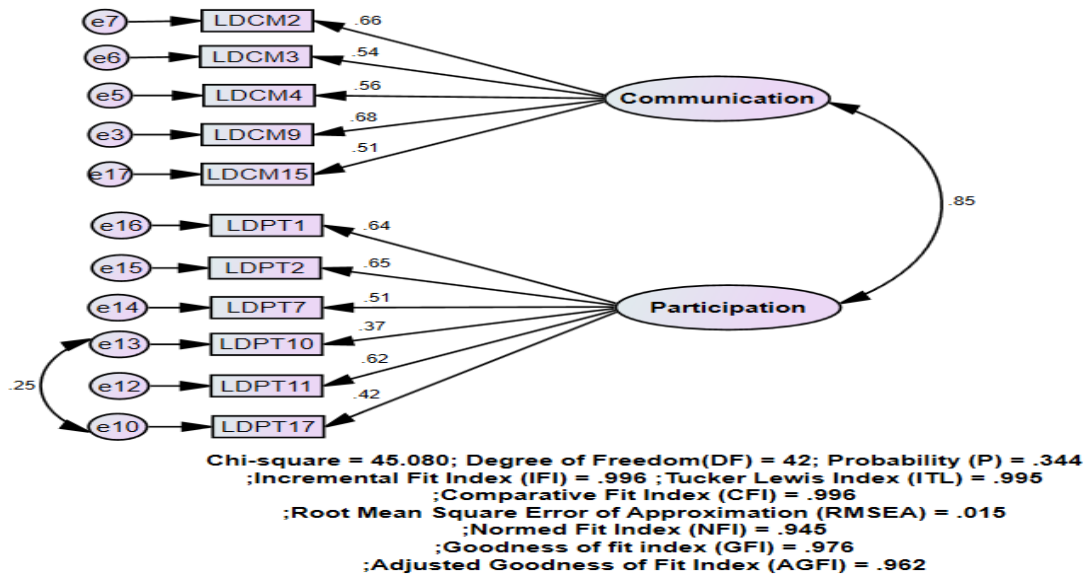 e7 LDCM2 .66
e6 LDCM3 .54
e5 LDCM4 .56
Communication
e3 LDCM9 .68
e17 LDCM15 .51
.85
e16 LDPT1 .64
e15 LDPT2 .65
e14 LDPT7 .51
Participation
e13 LDPT10 .37
.25
e12 LDPT11 .62
e10 LDPT17 .42
Chi-square = 45.080; Degree of Freedom(DF) = 42; Probability (P) = .344
;Incremental Fit Index (IFI) = .996 ;Tucker Lewis Index (ITL) = .995
;Comparative Fit Index (CFI) = .996
;Root Mean Square Error of Approximation (RMSEA) = .015
;Normed Fit Index (NFI) = .945
;Goodness of fit index (GFI) = .976
;Adjusted Goodness of Fit Index (AGFI) = .962